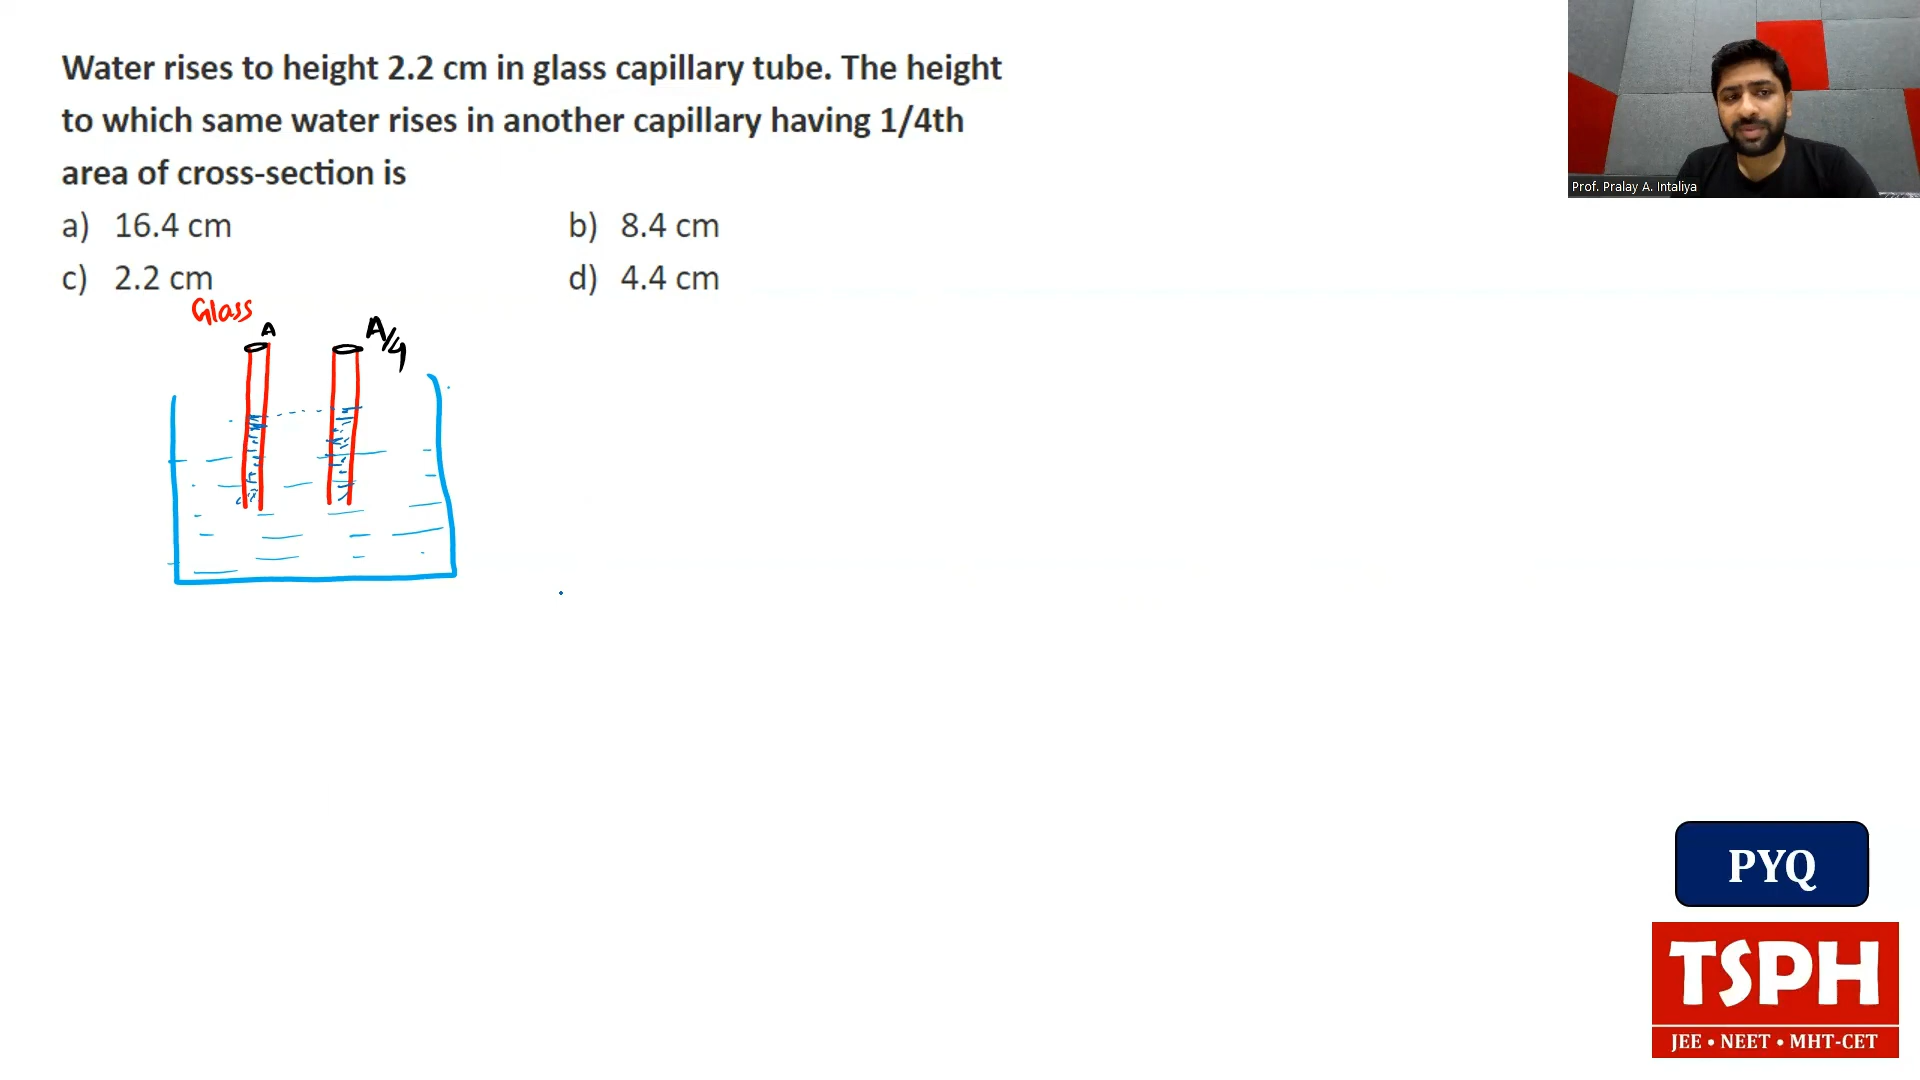 Water rises to height 2.2 cm in glass capillary tube. The height
to which same water rises in another capillary having 1/4th
area of cross-section is
a) 16.4 cm b) 8.4 cm
c) 2.2 cm d) 4.4 cm
Glass
A
A/4
Prof. Pralay A. Intaliya
PYQ
TSPH
JEE • NEET • MHT-CET